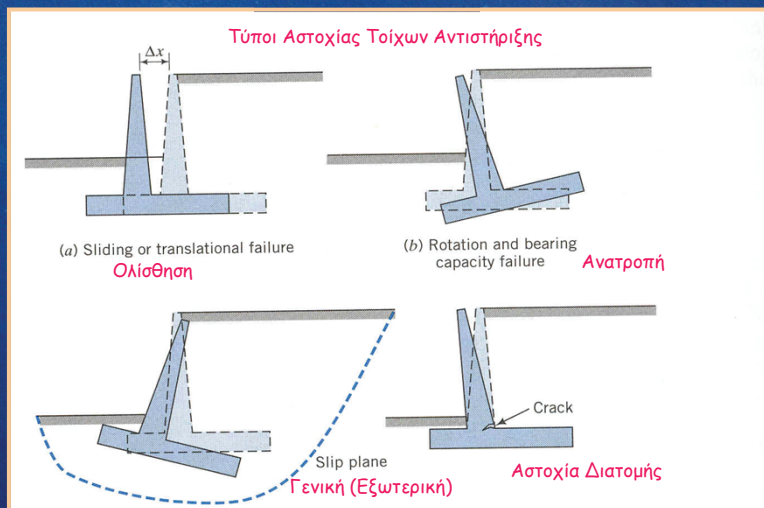 Τύποι Αστοχίας Τοίχων Αντιστήριξης
Δx
(a) Sliding or translational failure
Ολίσθηση
(b) Rotation and bearing
capacity failure
Ανατροπή
Slip plane
Γενική (Εξωτερική)
Crack
Αστοχία Διατομής